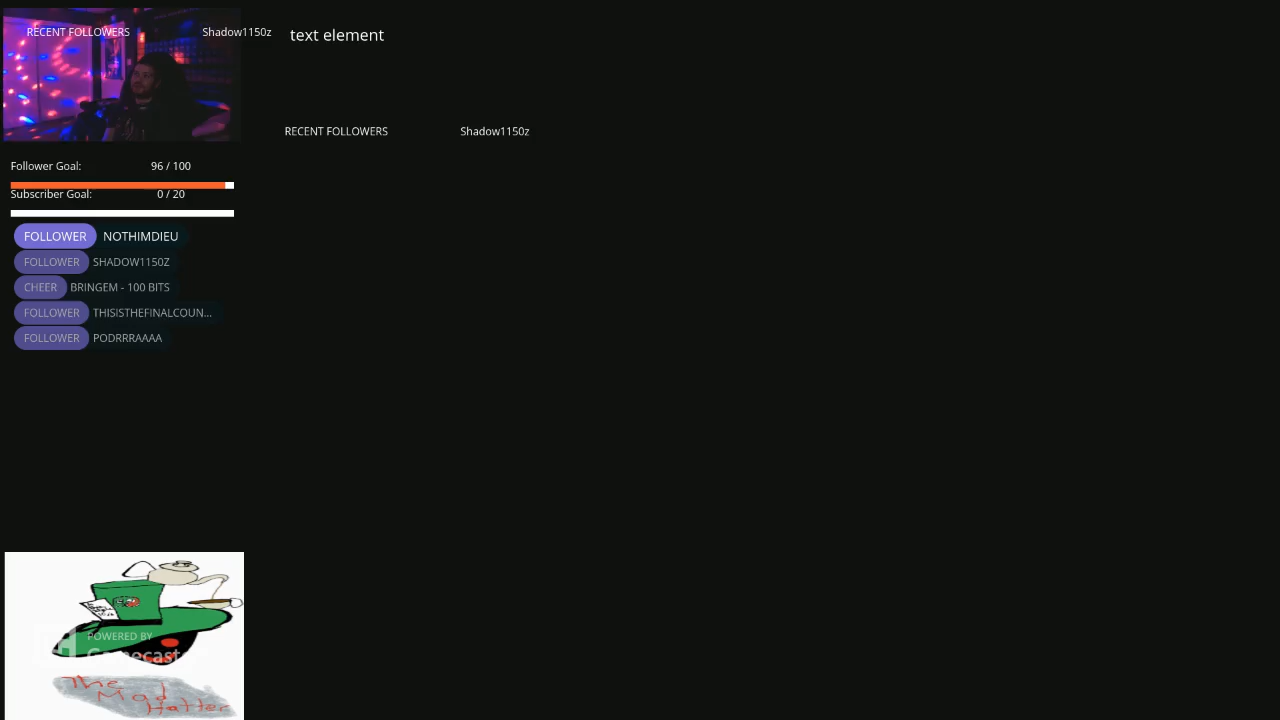 RECENT FOLLOWERS Shadow1150z
text element
RECENT FOLLOWERS Shadow1150z
Follower Goal: 96 / 100
Subscriber Goal: 0 / 20
FOLLOWER NOTHIMDIEU
FOLLOWER SHADOW1150Z
CHEER BRINGEM - 100 BITS
FOLLOWER THISISTHEFINALCOUN...
FOLLOWER PODRRRAAAA
POWERED BY
Gamecaster
The
Mad
Hatter